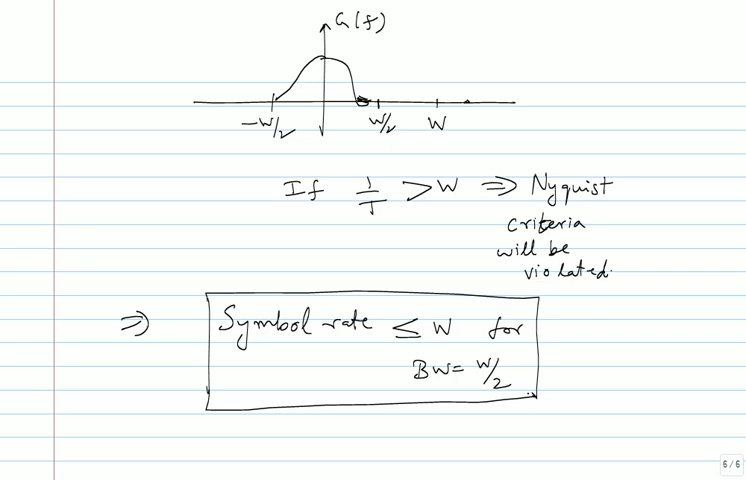 G(f)
-W/2 W/2 W
If 1/T > W ⇒ Nyquist
criteria
will be
violated.
⇒ Symbol rate ≤ W for
BW = W/2
6 / 6